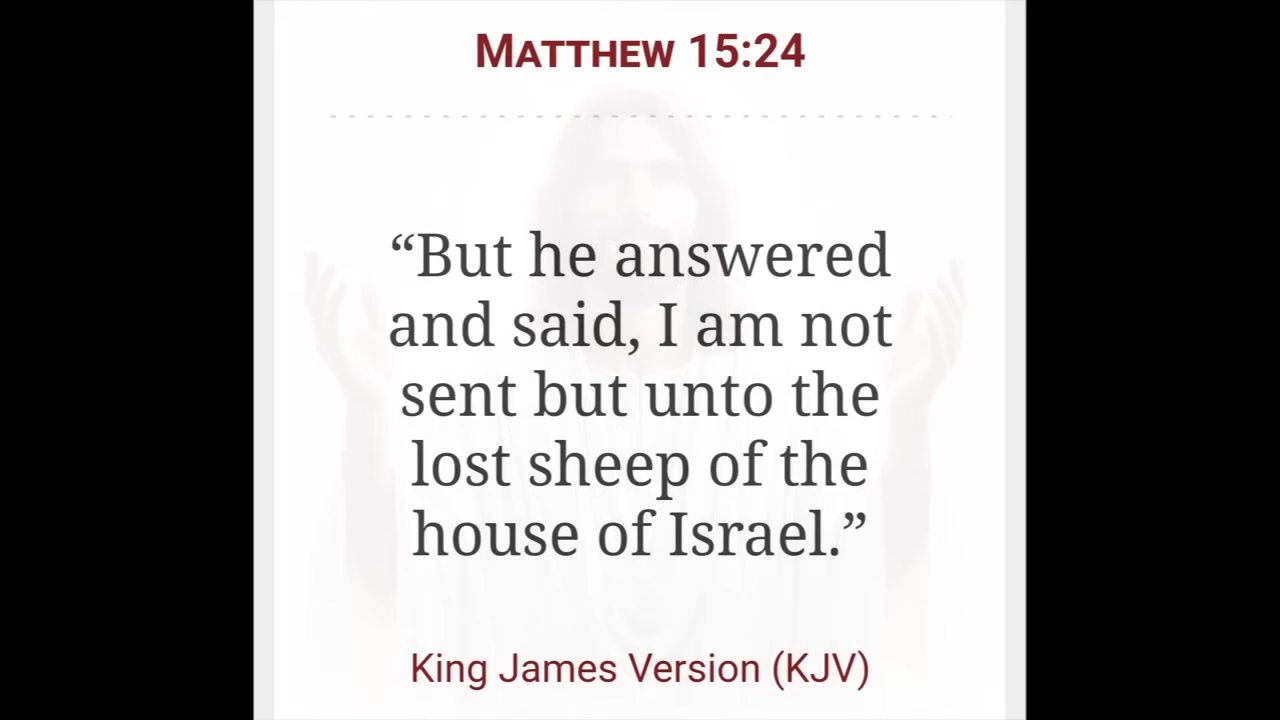 MATTHEW 15:24
“But he answered
and said, I am not
sent but unto the
lost sheep of the
house of Israel.”
King James Version (KJV)